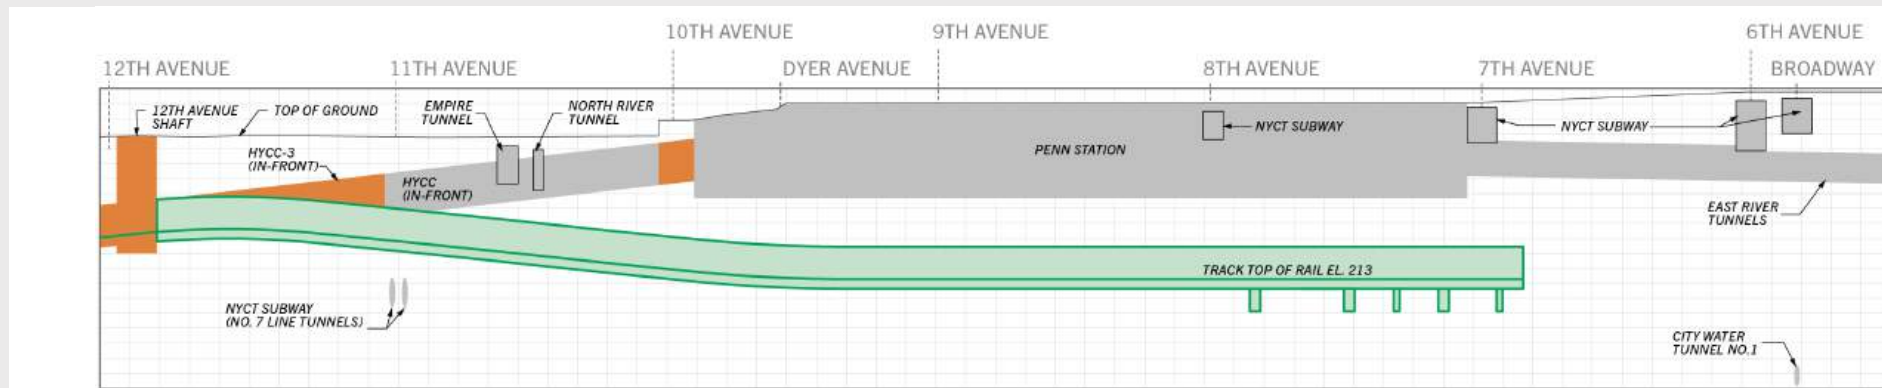 10TH AVENUE
9TH AVENUE
6TH AVENUE
12TH AVENUE
11TH AVENUE
DYER AVENUE
8TH AVENUE
7TH AVENUE
BROADWAY
12TH AVENUE
SHAFT
TOP OF GROUND
EMPIRE
TUNNEL
NORTH RIVER
TUNNEL
NYCT SUBWAY
NYCT SUBWAY
HYCC-3
(IN-FRONT)
PENN STATION
HYCC
(IN-FRONT)
EAST RIVER
TUNNELS
TRACK TOP OF RAIL EL. 213
NYCT SUBWAY
(NO. 7 LINE TUNNELS)
CITY WATER
TUNNEL NO.1